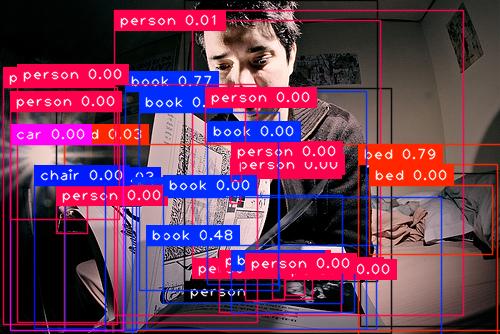 person 0.01
person 0.00
book 0.77
person 0.00
book 0.
person 0.00
car 0.00
d 0.03
book 0.00
person 0.00
person 0.00
bed 0.79
chair 0.00
bed 0.00
book 0.00
person 0.00
book 0.48
person 0.00
0.00
person